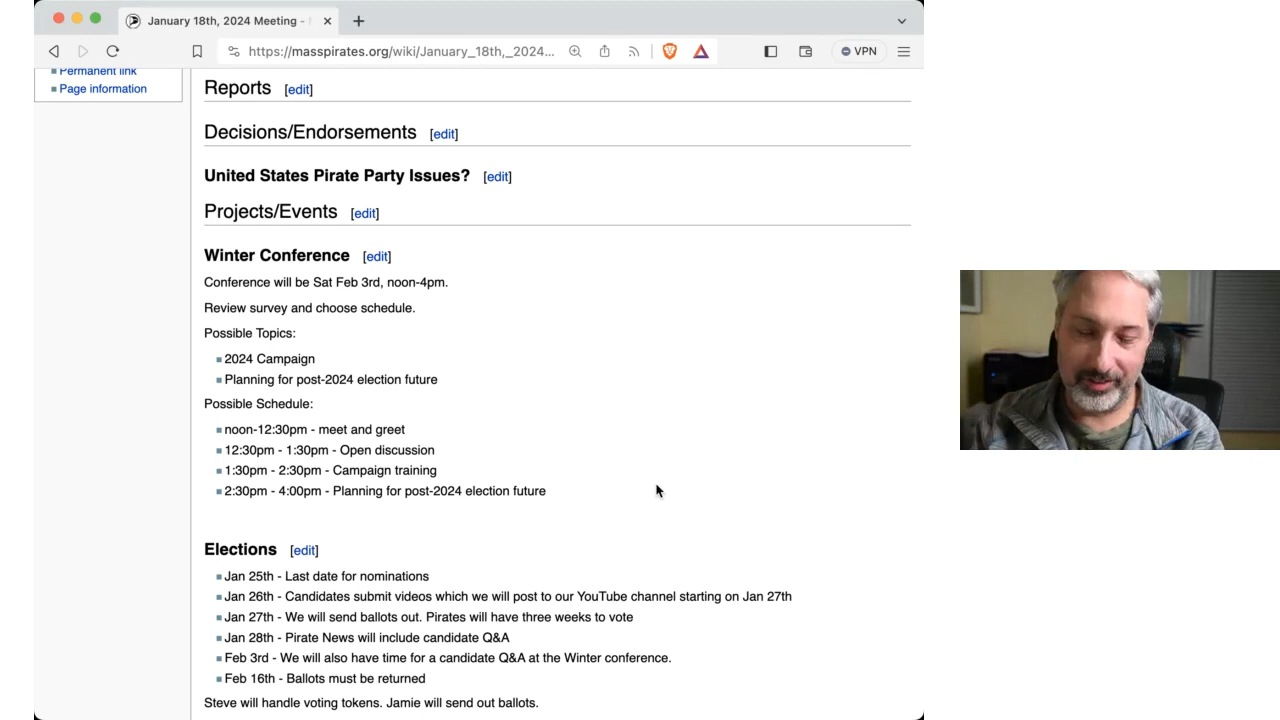 January 18th, 2024 Meeting -
https://masspirates.org/wiki/January_18th,_2024...
VPN
Permanent link
Page information
Reports [edit]
Decisions/Endorsements [edit]
United States Pirate Party Issues? [edit]
Projects/Events [edit]
Winter Conference [edit]
Conference will be Sat Feb 3rd, noon-4pm.
Review survey and choose schedule.
Possible Topics:
2024 Campaign
Planning for post-2024 election future
Possible Schedule:
noon-12:30pm - meet and greet
12:30pm - 1:30pm - Open discussion
1:30pm - 2:30pm - Campaign training
2:30pm - 4:00pm - Planning for post-2024 election future
Elections [edit]
Jan 25th - Last date for nominations
Jan 26th - Candidates submit videos which we will post to our YouTube channel starting on Jan 27th
Jan 27th - We will send ballots out. Pirates will have three weeks to vote
Jan 28th - Pirate News will include candidate Q&A
Feb 3rd - We will also have time for a candidate Q&A at the Winter conference.
Feb 16th - Ballots must be returned
Steve will handle voting tokens. Jamie will send out ballots.